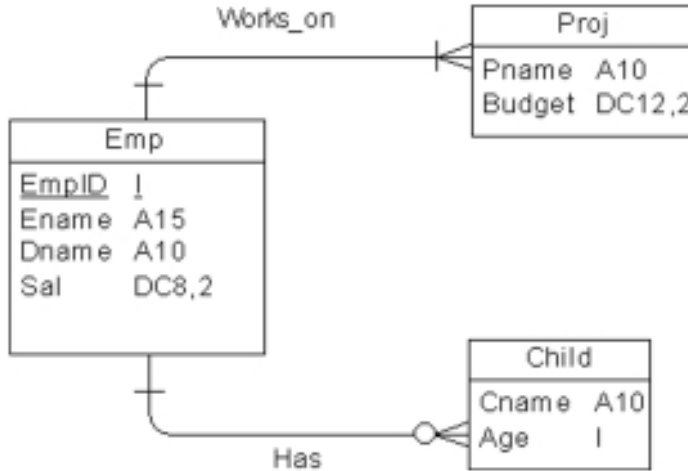 Works_on
Proj
Pname A10
Budget DC12,2
Emp
EmpID I
Ename A15
Dname A10
Sal DC8,2
Child
Cname A10
Age I
Has